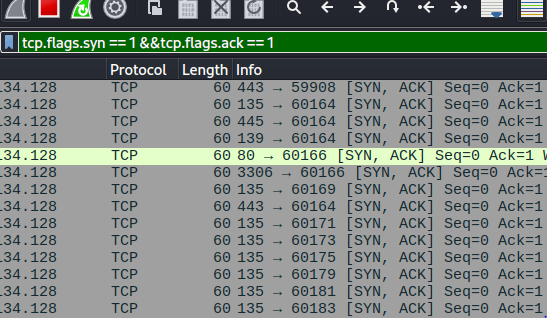 tcp.flags.syn == 1 &&tcp.flags.ack == 1
Protocol Length Info
34.128 TCP 60 443 → 59908 [SYN, ACK] Seq=0 Ack=1
34.128 TCP 60 135 → 60164 [SYN, ACK] Seq=0 Ack=1
34.128 TCP 60 445 → 60164 [SYN, ACK] Seq=0 Ack=1
34.128 TCP 60 139 → 60164 [SYN, ACK] Seq=0 Ack=1
34.128 TCP 60 80 → 60166 [SYN, ACK] Seq=0 Ack=1 W
34.128 TCP 60 3306 → 60166 [SYN, ACK] Seq=0 Ack=
34.128 TCP 60 135 → 60169 [SYN, ACK] Seq=0 Ack=1
34.128 TCP 60 443 → 60164 [SYN, ACK] Seq=0 Ack=1
34.128 TCP 60 135 → 60171 [SYN, ACK] Seq=0 Ack=1
34.128 TCP 60 135 → 60173 [SYN, ACK] Seq=0 Ack=1
34.128 TCP 60 135 → 60175 [SYN, ACK] Seq=0 Ack=1
34.128 TCP 60 135 → 60179 [SYN, ACK] Seq=0 Ack=1
34.128 TCP 60 135 → 60181 [SYN, ACK] Seq=0 Ack=1
34.128 TCP 60 135 → 60183 [SYN, ACK] Seq=0 Ack=1